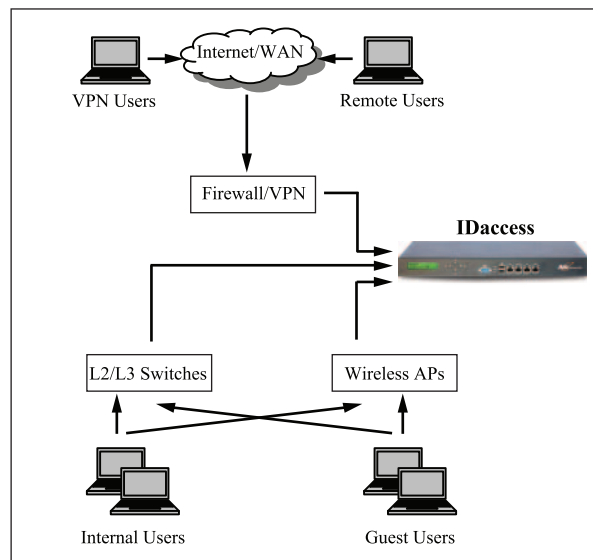 Internet/WAN
VPN Users
Remote Users
Firewall/VPN
IDaccess
L2/L3 Switches
Wireless APs
Internal Users
Guest Users